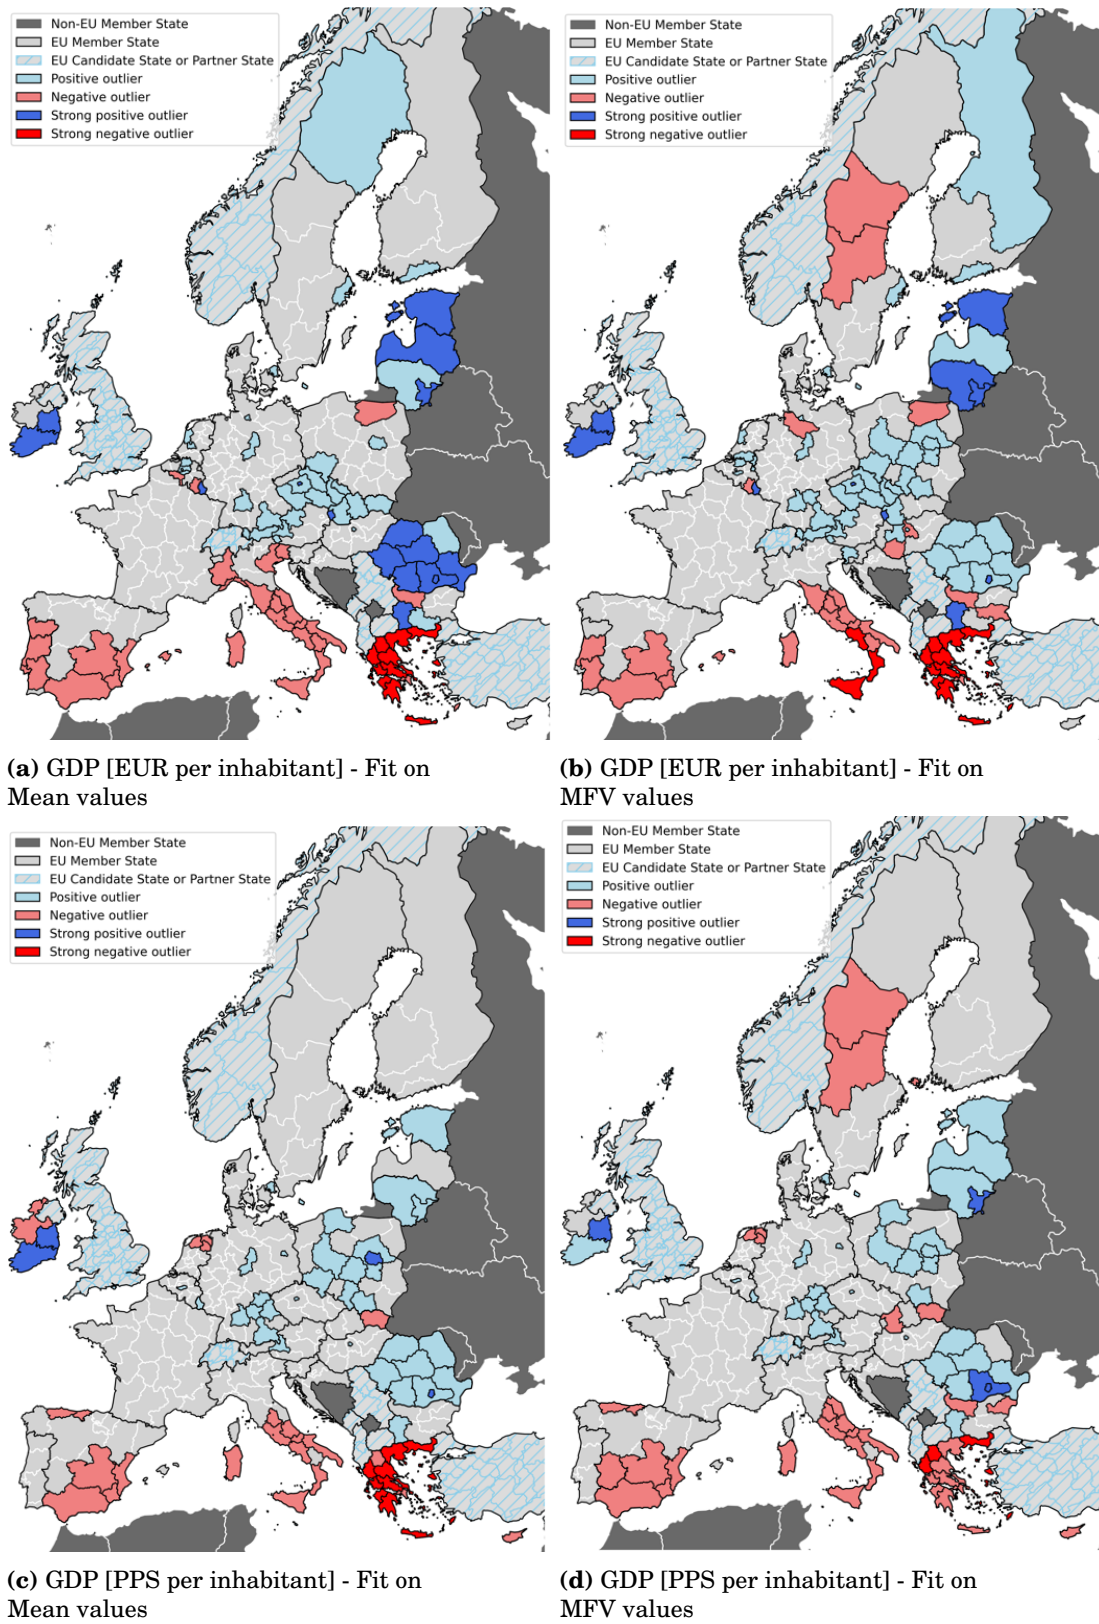 Non-EU Member State
EU Member State
EU Candidate State or Partner State
Positive outlier
Negative outlier
Strong positive outlier
Strong negative outlier
Non-EU Member State
EU Member State
EU Candidate State or Partner State
Positive outlier
Negative outlier
Strong positive outlier
Strong negative outlier
(a) GDP [EUR per inhabitant] - Fit on
Mean values
(b) GDP [EUR per inhabitant] - Fit on
MFV values
Non-EU Member State
EU Member State
EU Candidate State or Partner State
Positive outlier
Negative outlier
Strong positive outlier
Strong negative outlier
Non-EU Member State
EU Member State
EU Candidate State or Partner State
Positive outlier
Negative outlier
Strong positive outlier
Strong negative outlier
(c) GDP [PPS per inhabitant] - Fit on
Mean values
(d) GDP [PPS per inhabitant] - Fit on
MFV values